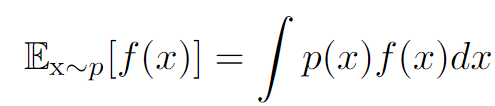 𝔼ₓ∼ₚ[f(x)] = ∫ p(x)f(x)dx